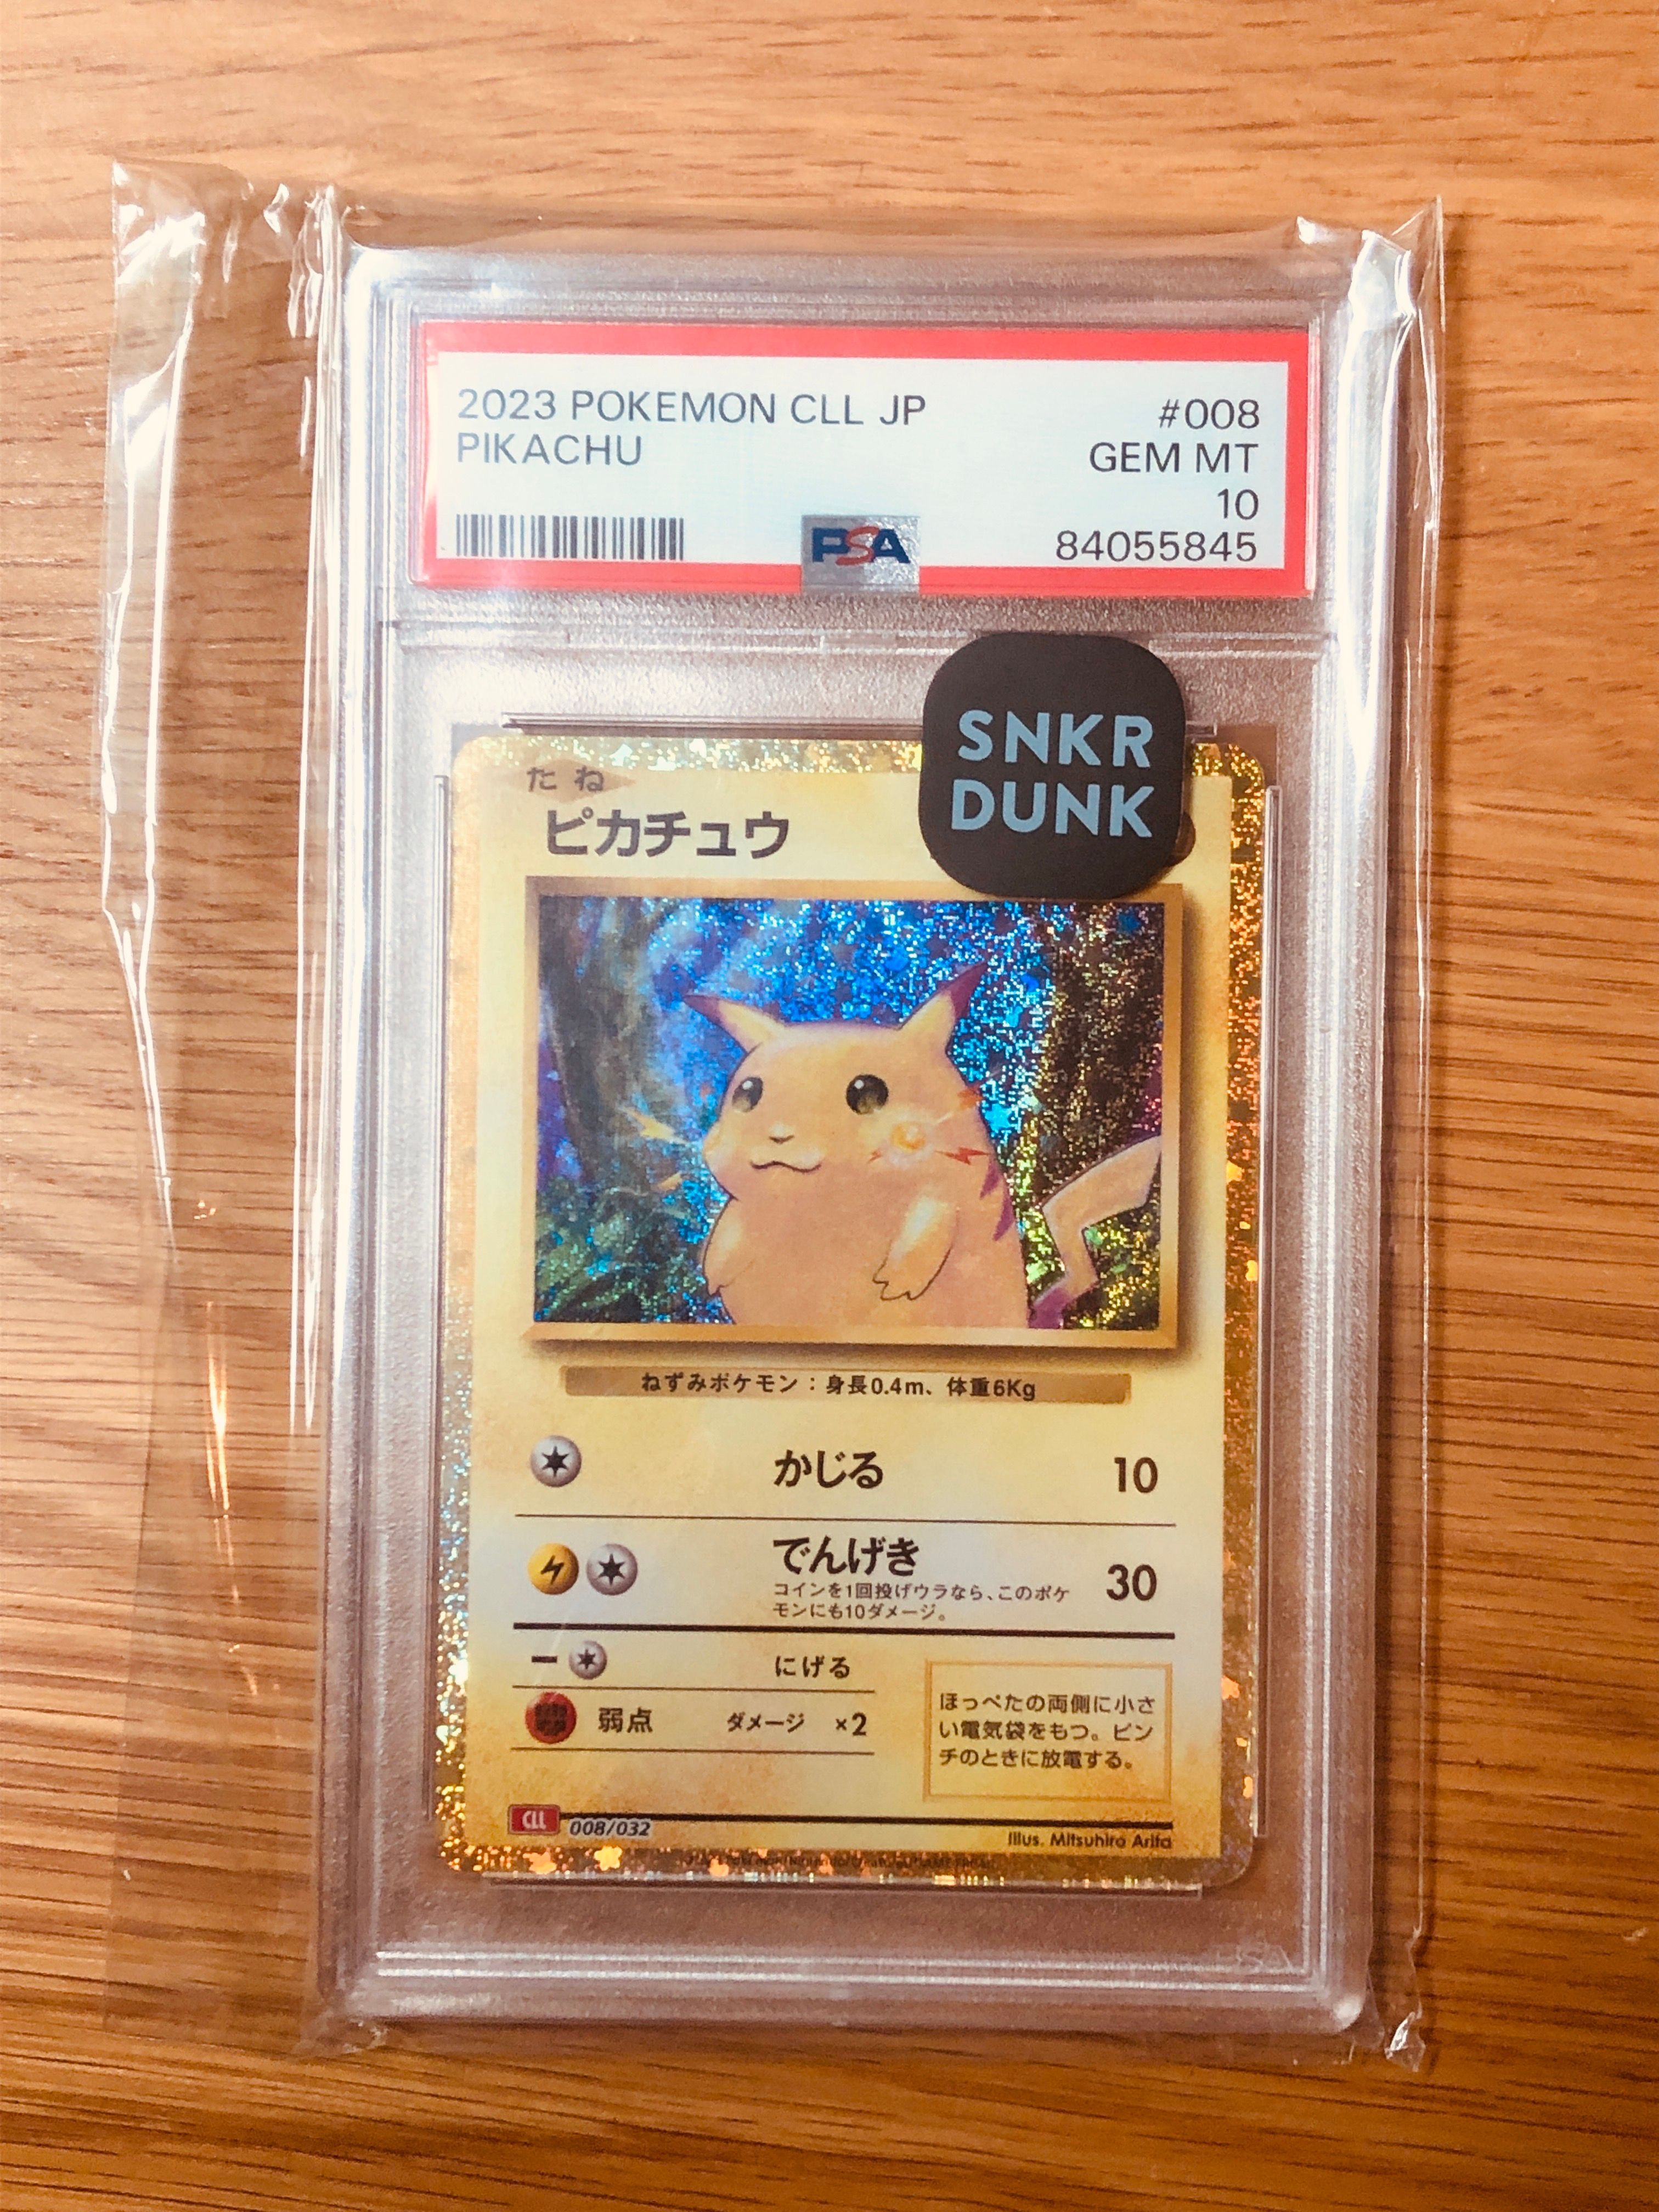 2023 POKEMON CLL JP
#008
PIKACHU
GEM MT
10
PSA
84055845
SNKR
DUNK
たね
ピカチュウ
ねずみポケモン：身長0.4m、体重6Kg
かじる 10
でんげき 30
コインを1回投げウラなら、このポケ
モンにも10ダメージ。
にげる
弱点 ダメージ ×2
ほっぺたの両側に小さ
い電気袋をもつ。ピン
チのときに放電する。
CLL 008/032
Illus. Mitsuhiro Arita